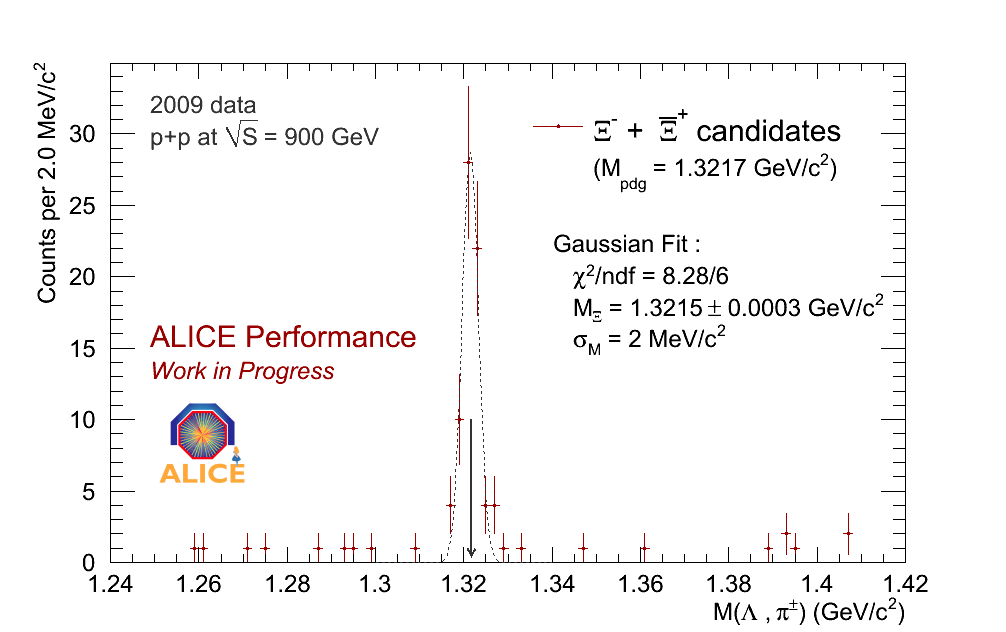 Counts per 2.0 MeV/c²
2009 data
p+p at √S = 900 GeV
Ξ⁻ + Ξ̅⁺ candidates
(M_pdg = 1.3217 GeV/c²)
Gaussian Fit :
χ²/ndf = 8.28/6
M_Ξ = 1.3215 ± 0.0003 GeV/c²
σ_M = 2 MeV/c²
ALICE Performance
Work in Progress
ALICE
30
25
20
15
10
5
0
1.24 1.26 1.28 1.3 1.32 1.34 1.36 1.38 1.4 1.42
M(Λ , π±) (GeV/c²)